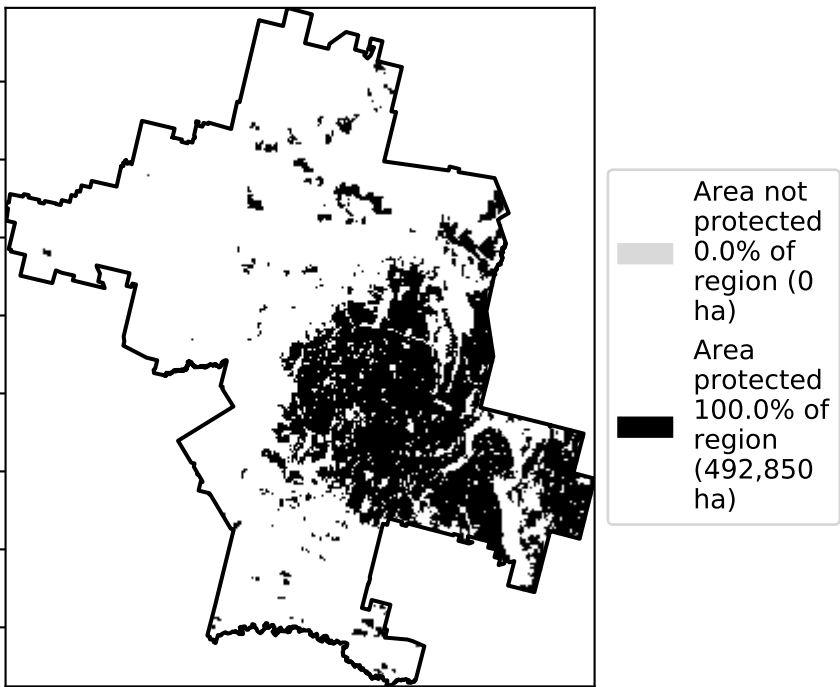 Area not
protected
0.0% of
region (0
ha)
Area
protected
100.0% of
region
(492,850
ha)